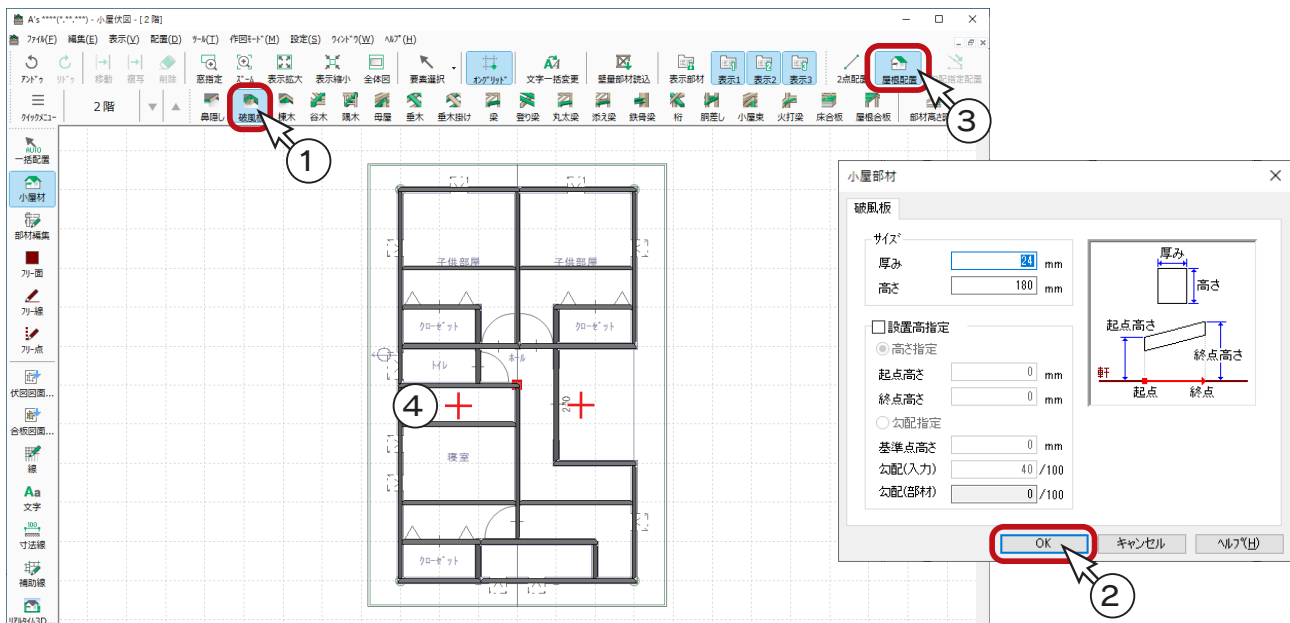 A's ****(*.**.***) - 小屋伏図 - [ 2 階 ]
ﾌｧｲﾙ(F) 編集(E) 表示(V) 配置(D) ﾂｰﾙ(T) 作図ﾓｰﾄﾞ(M) 設定(S) ｳｨﾝﾄﾞｳ(W) ﾍﾙﾌﾟ(H)
ｱﾝﾄﾞｩ ﾘﾄﾞｩ 移動 複写 削除 窓指定 ｽﾞｰﾑ 表示拡大 表示縮小 全体図 要素選択 ｵﾝｸﾞﾘｯﾄﾞ 文字一括変更 壁量部材読込 表示部材 表示1 表示2 表示3 2点配置 屋根配置
③
ｸｲｯｸﾒﾆｭｰ 2 階 鼻隠し 破風板 棟木 谷木 隅木 母屋 垂木 垂木掛け 梁 登り梁 丸太梁 添え梁 鉄骨梁 桁 胴差し 小屋束 火打梁 床合板 屋根合板
①
AUTO
一括配置
小屋材
部材編集
ﾌﾘｰ面
ﾌﾘｰ線
ﾌﾘｰ点
伏図図面...
合板図面...
線
Aa
文字
100
寸法線
補助線
ﾘｱﾙﾀｲﾑ3D...
子供部屋 子供部屋
ｸﾛｰｾﾞｯﾄ ｸﾛｰｾﾞｯﾄ
ﾎｰﾙ
ﾄｲﾚ
④
寝室
ｸﾛｰｾﾞｯﾄ
小屋部材
破風板
ｻｲｽﾞ
厚み 24 mm
高さ 180 mm
設置高指定
高さ指定
起点高さ 0 mm
終点高さ 0 mm
勾配指定
基準点高さ 0 mm
勾配(入力) 40 /100
勾配(部材) 0 /100
厚み
高さ
起点高さ
終点高さ
軒
起点 終点
OK キャンセル ﾍﾙﾌﾟ(H)
②